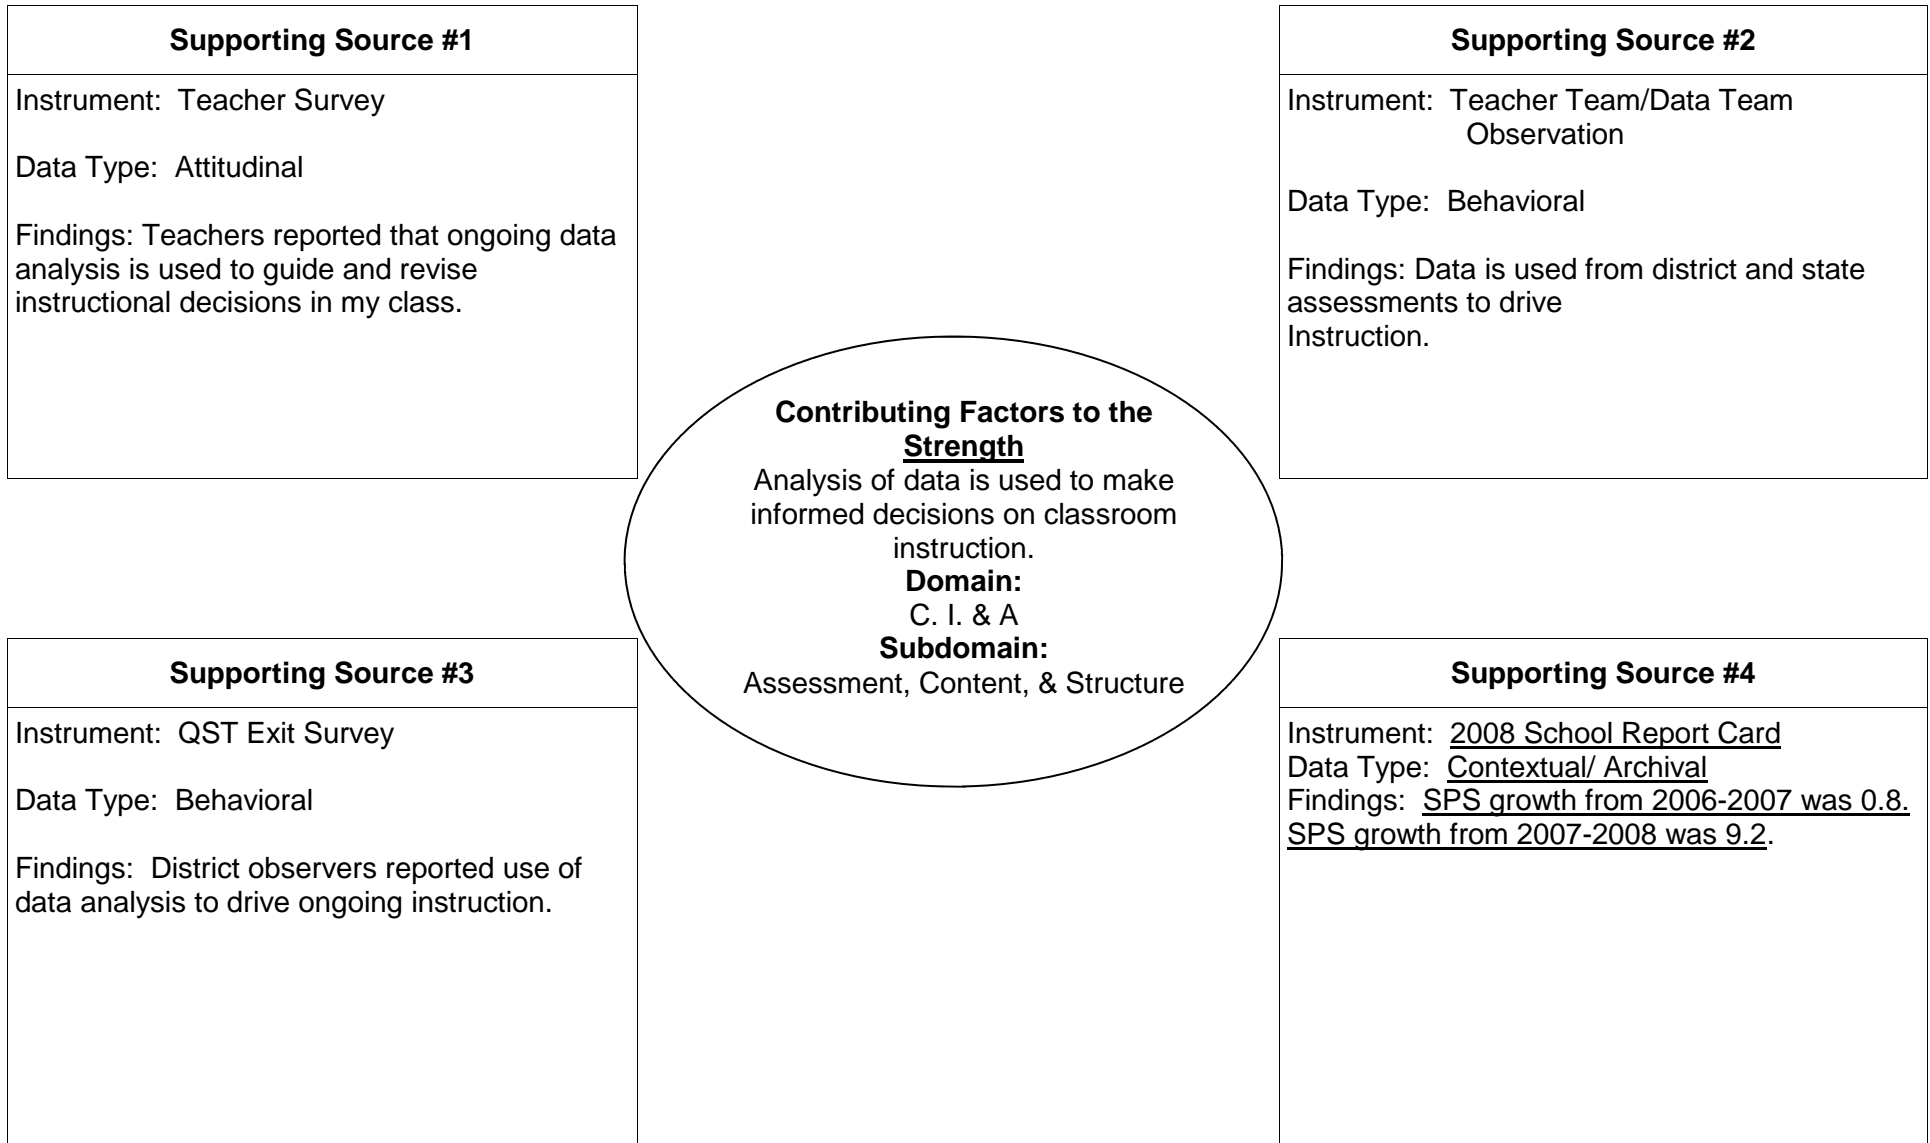 Supporting Source #1
Instrument: Teacher Survey
Data Type: Attitudinal
Findings: Teachers reported that ongoing data
analysis is used to guide and revise
instructional decisions in my class.
Supporting Source #2
Instrument: Teacher Team/Data Team
Observation
Data Type: Behavioral
Findings: Data is used from district and state
assessments to drive
Instruction.
Contributing Factors to the
Strength
Analysis of data is used to make
informed decisions on classroom
instruction.
Domain:
C. I. & A
Subdomain:
Assessment, Content, & Structure
Supporting Source #3
Instrument: QST Exit Survey
Data Type: Behavioral
Findings: District observers reported use of
data analysis to drive ongoing instruction.
Supporting Source #4
Instrument: 2008 School Report Card
Data Type: Contextual/ Archival
Findings: SPS growth from 2006-2007 was 0.8.
SPS growth from 2007-2008 was 9.2.